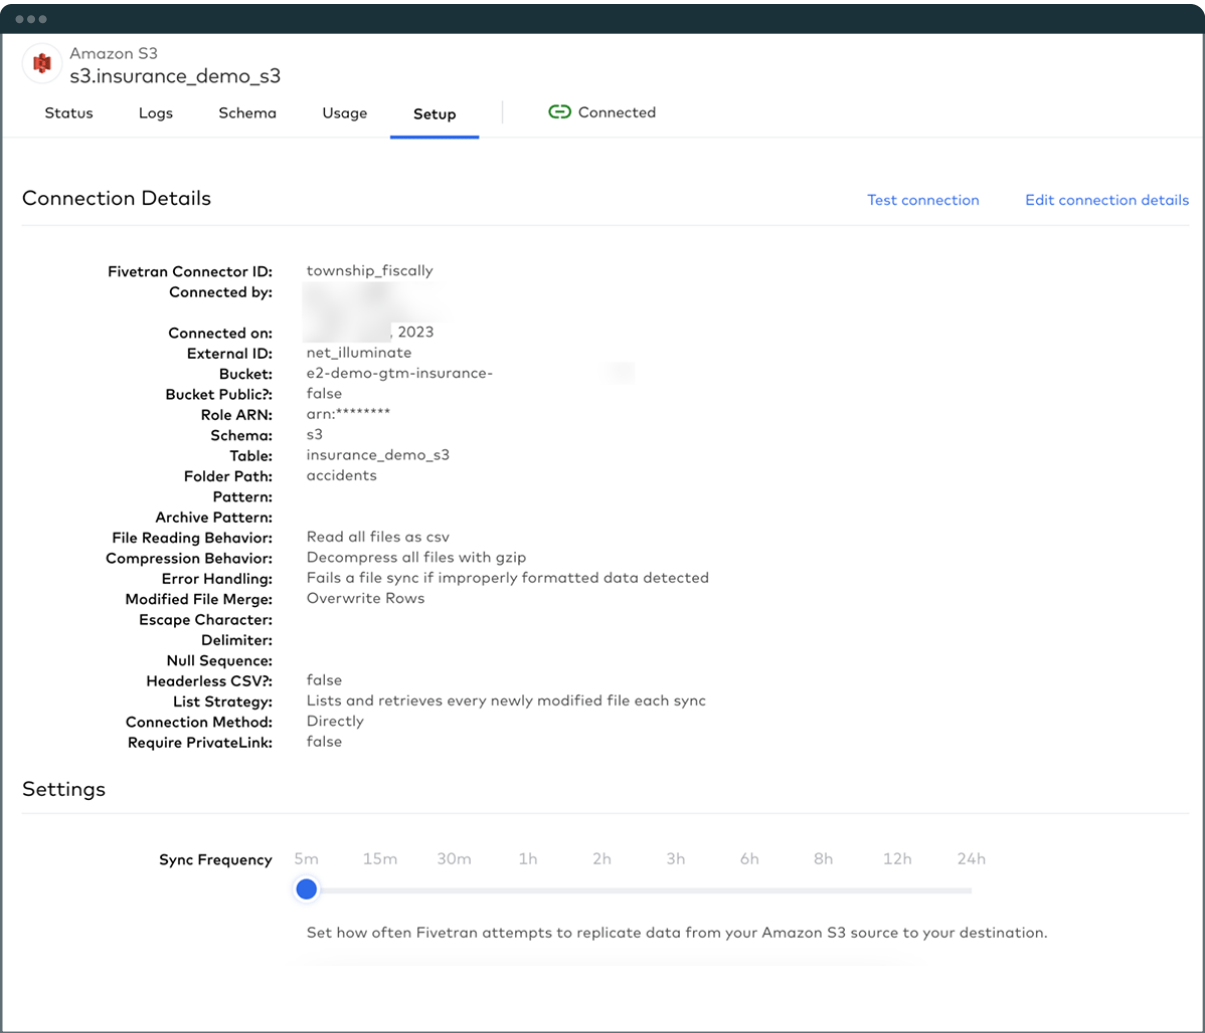 Amazon S3
s3.insurance_demo_s3
Status Logs Schema Usage Setup Connected
Connection Details Test connection Edit connection details
Fivetran Connector ID: township_fiscally
Connected by:
Connected on: , 2023
External ID: net_illuminate
Bucket: e2-demo-gtm-insurance-
Bucket Public?: false
Role ARN: arn:********
Schema: s3
Table: insurance_demo_s3
Folder Path: accidents
Pattern:
Archive Pattern:
File Reading Behavior: Read all files as csv
Compression Behavior: Decompress all files with gzip
Error Handling: Fails a file sync if improperly formatted data detected
Modified File Merge: Overwrite Rows
Escape Character:
Delimiter:
Null Sequence:
Headerless CSV?: false
List Strategy: Lists and retrieves every newly modified file each sync
Connection Method: Directly
Require PrivateLink: false
Settings
Sync Frequency 5m 15m 30m 1h 2h 3h 6h 8h 12h 24h
Set how often Fivetran attempts to replicate data from your Amazon S3 source to your destination.